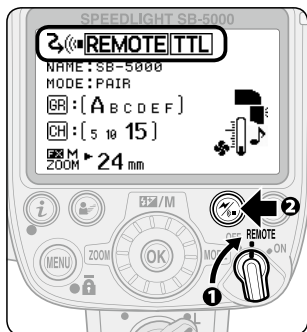 SPEEDLIGHT SB-5000
REMOTE TTL
NAME:SB-5000
MODE:PAIR
GR:(A B C D E F)
CH:(5 10 15)
FX M
ZOOM ▸24 mm
i
/M
2
OFF REMOTE
ON
MENU
ZOOM
OK
MOD
1